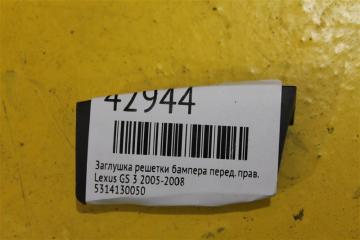 42944
Заглушка решетки бампера перед. прав.
Lexus GS 3 2005-2008
5314130050